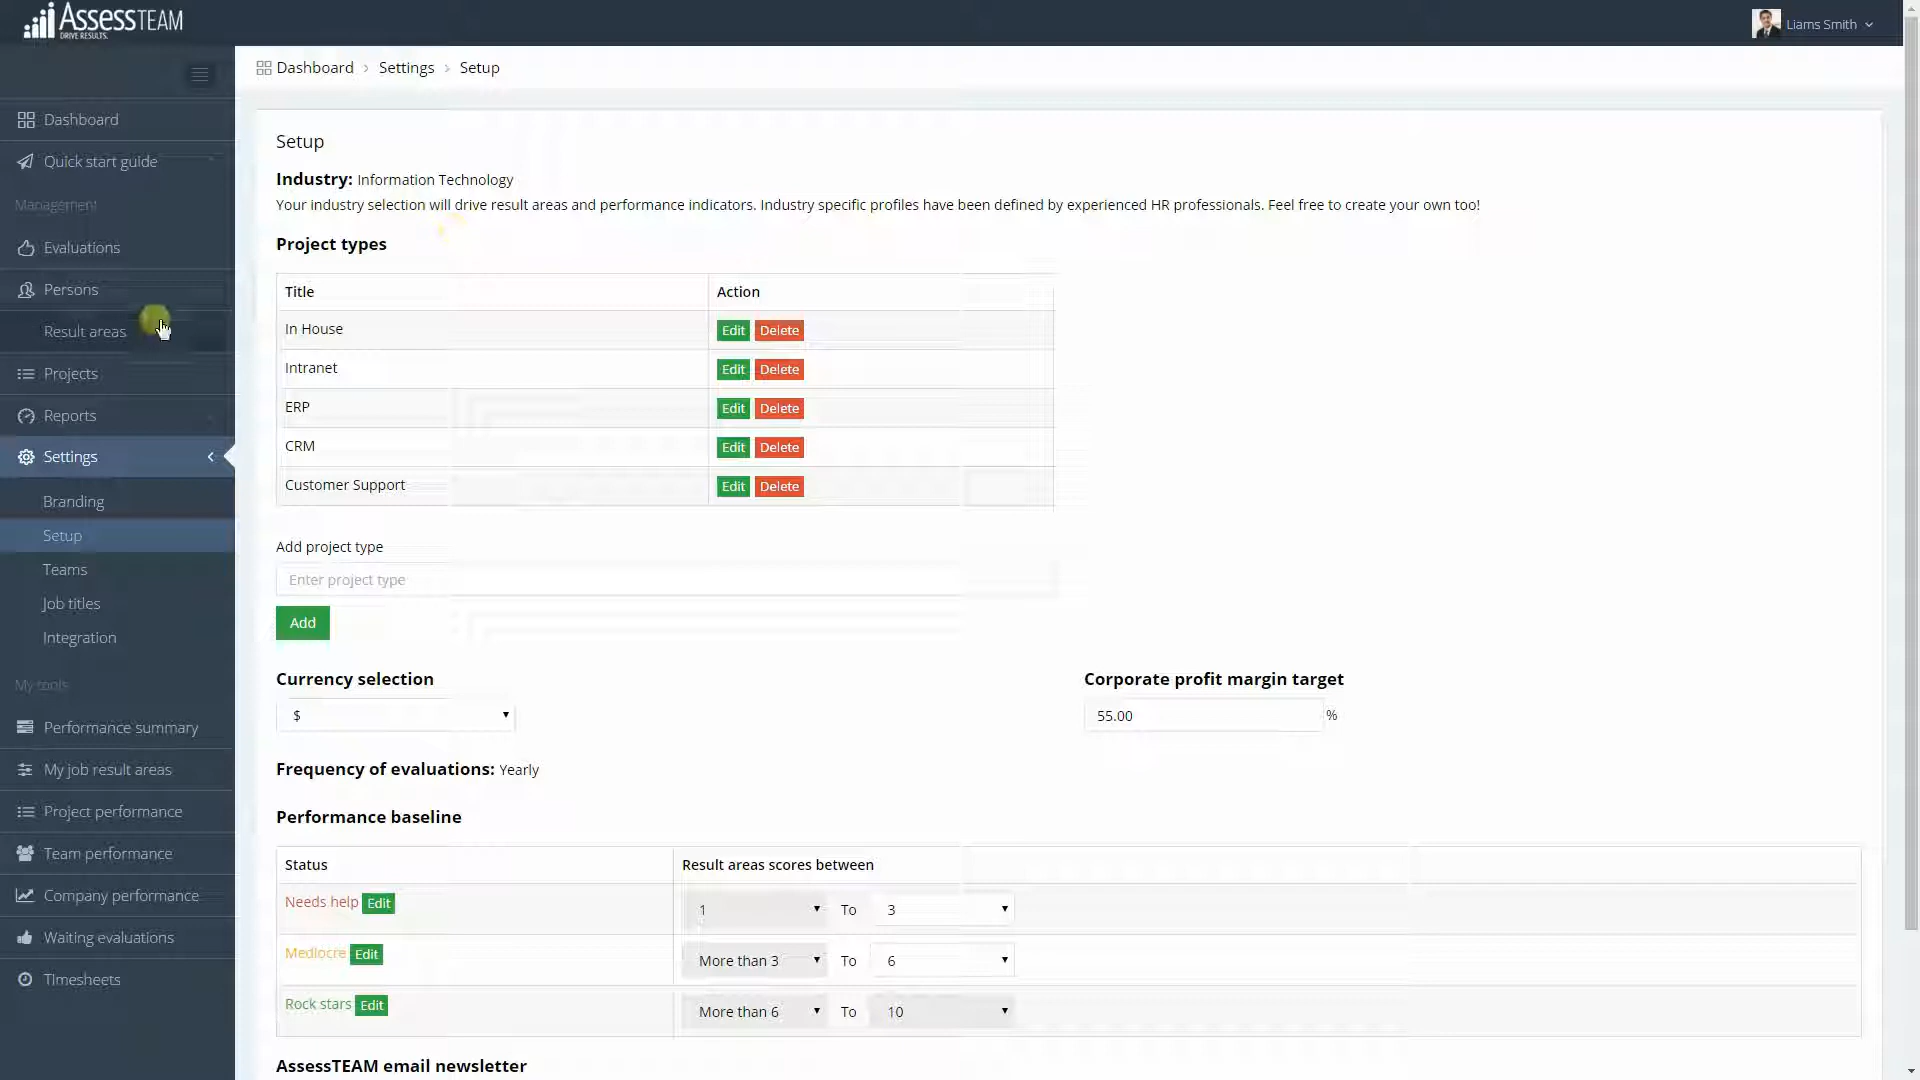 AssessTEAM
DRIVE RESULTS.
Liams Smith
Dashboard
Quick start guide
Management
Evaluations
Persons
Result areas
Projects
Reports
Settings
Branding
Setup
Teams
Job titles
Integration
My tools
Performance summary
My job result areas
Project performance
Team performance
Company performance
Waiting evaluations
Timesheets
Dashboard › Settings › Setup
Setup
Industry: Information Technology
Your industry selection will drive result areas and performance indicators. Industry specific profiles have been defined by experienced HR professionals. Feel free to create your own too!
Project types
Title Action
In House Edit Delete
Intranet Edit Delete
ERP Edit Delete
CRM Edit Delete
Customer Support Edit Delete
Add project type
Enter project type
Add
Currency selection
$
Corporate profit margin target
55.00 %
Frequency of evaluations: Yearly
Performance baseline
Status Result areas scores between
Needs help Edit 1 To 3
Mediocre Edit More than 3 To 6
Rock stars Edit More than 6 To 10
AssessTEAM email newsletter